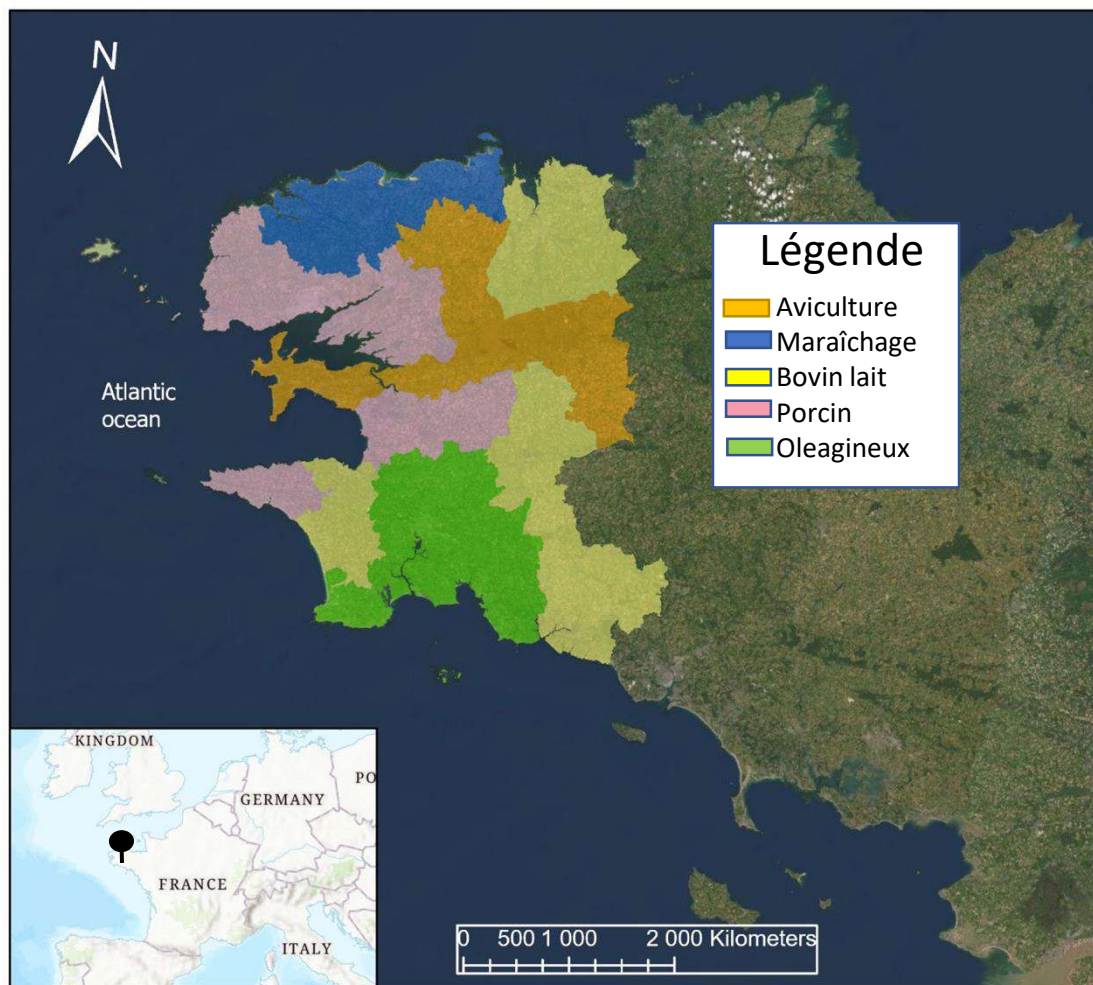 N
Légende
Aviculture
Maraîchage
Bovin lait
Porcin
Oleagineux
Atlantic
ocean
KINGDOM
PO
GERMANY
FRANCE
ITALY
0 500 1 000 2 000 Kilometers